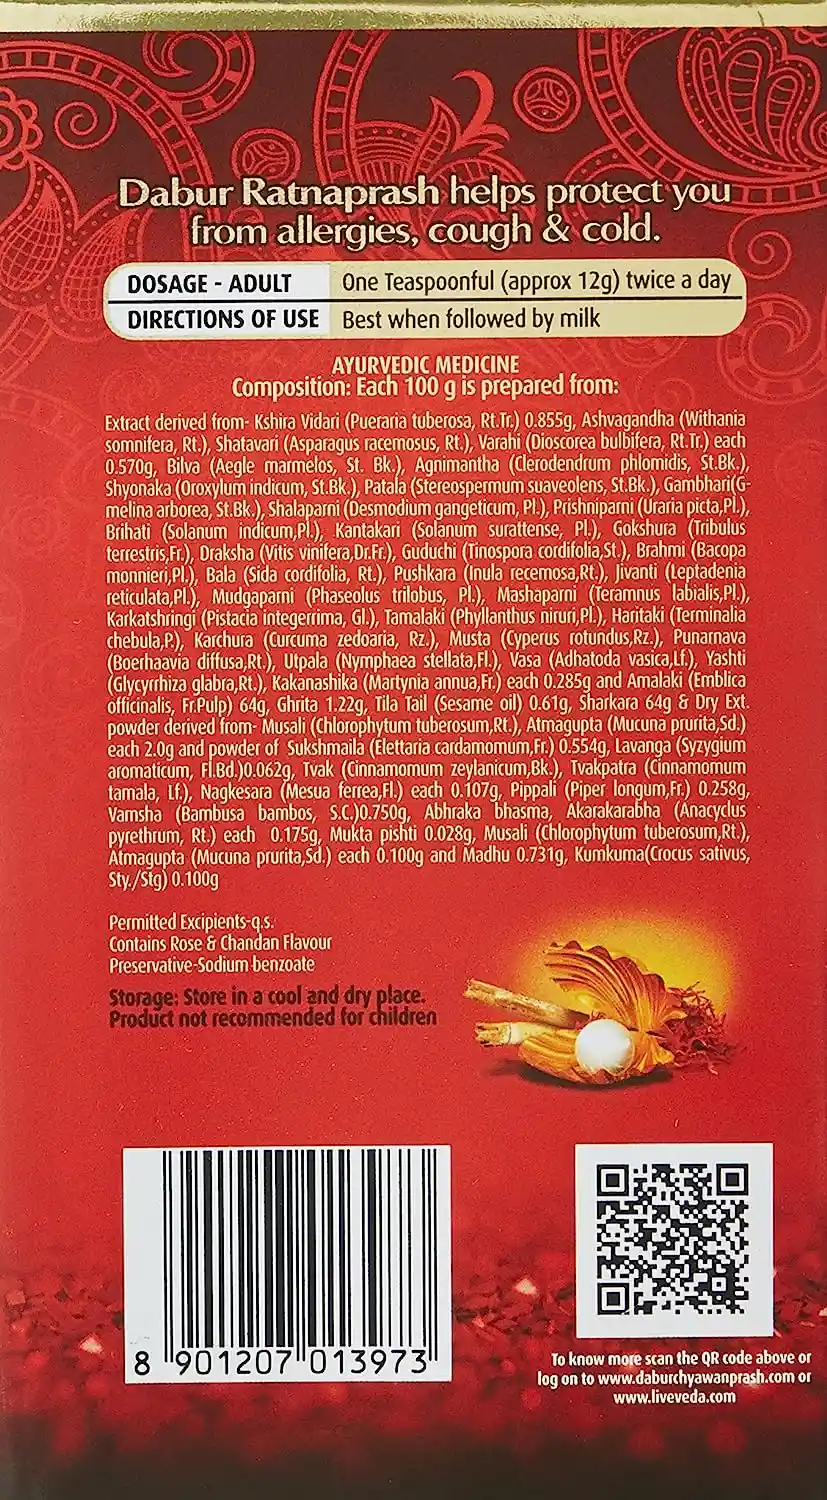 Dabur Ratnaprash helps protect you
from allergies, cough & cold.
DOSAGE - ADULT One Teaspoonful (approx 12g) twice a day
DIRECTIONS OF USE Best when followed by milk
AYURVEDIC MEDICINE
Composition: Each 100 g is prepared from:
Extract derived from- Kshira Vidari (Pueraria tuberosa, Rt.Tr.) 0.855g, Ashvagandha (Withania
somnifera, Rt.), Shatavari (Asparagus racemosus, Rt.), Varahi (Dioscorea bulbifera, Rt.Tr.) each
0.570g, Bilva (Aegle marmelos, St. Bk.), Agnimantha (Clerodendrum phlomidis, St.Bk.),
Shyonaka (Oroxylum indicum, St.Bk.), Patala (Stereospermum suaveolens, St.Bk.), Gambhari(G-
melina arborea, St.Bk.), Shalaparni (Desmodium gangeticum, Pl.), Prishniparni (Uraria picta,Pl.),
Brihati (Solanum indicum,Pl.), Kantakari (Solanum surattense, Pl.), Gokshura (Tribulus
terrestris,Fr.), Draksha (Vitis vinifera,Dr.Fr.), Guduchi (Tinospora cordifolia,St.), Brahmi (Bacopa
monnieri,Pl.), Bala (Sida cordifolia, Rt.), Pushkara (Inula recemosa,Rt.), Jivanti (Leptadenia
reticulata,Pl.), Mudgaparni (Phaseolus trilobus, Pl.), Mashaparni (Teramnus labialis,Pl.),
Karkatshringi (Pistacia integerrima, Gl.), Tamalaki (Phyllanthus niruri,Pl.), Haritaki (Terminalia
chebula,P.), Karchura (Curcuma zedoaria, Rz.), Musta (Cyperus rotundus,Rz.), Punarnava
(Boerhaavia diffusa,Rt.), Utpala (Nymphaea stellata,Fl.), Vasa (Adhatoda vasica,Lf.), Yashti
(Glycyrrhiza glabra,Rt.), Kakanashika (Martynia annua,Fr.) each 0.285g and Amalaki (Emblica
officinalis, Fr.Pulp) 64g, Ghrita 1.22g, Tila Tail (Sesame oil) 0.61g, Sharkara 64g & Dry Ext.
powder derived from- Musali (Chlorophytum tuberosum,Rt.), Atmagupta (Mucuna prurita,Sd.)
each 2.0g and powder of Sukshmaila (Elettaria cardamomum,Fr.) 0.554g, Lavanga (Syzygium
aromaticum, Fl.Bd.)0.062g, Tvak (Cinnamomum zeylanicum,Bk.), Tvakpatra (Cinnamomum
tamala, Lf.), Nagkesara (Mesua ferrea,Fl.) each 0.107g, Pippali (Piper longum,Fr.) 0.258g,
Vamsha (Bambusa bambos, S.C.)0.750g, Abhraka bhasma, Akarakarabha (Anacyclus
pyrethrum, Rt.) each 0.175g, Mukta pishti 0.028g, Musali (Chlorophytum tuberosum,Rt.),
Atmagupta (Mucuna prurita,Sd.) each 0.100g and Madhu 0.731g, Kumkuma(Crocus sativus,
Sty./Stg) 0.100g
Permitted Excipients-q.s.
Contains Rose & Chandan Flavour
Preservative-Sodium benzoate
Storage: Store in a cool and dry place.
Product not recommended for children
8 901207 013973
To know more scan the QR code above or
log on to www.daburchyawanprash.com or
www.liveveda.com